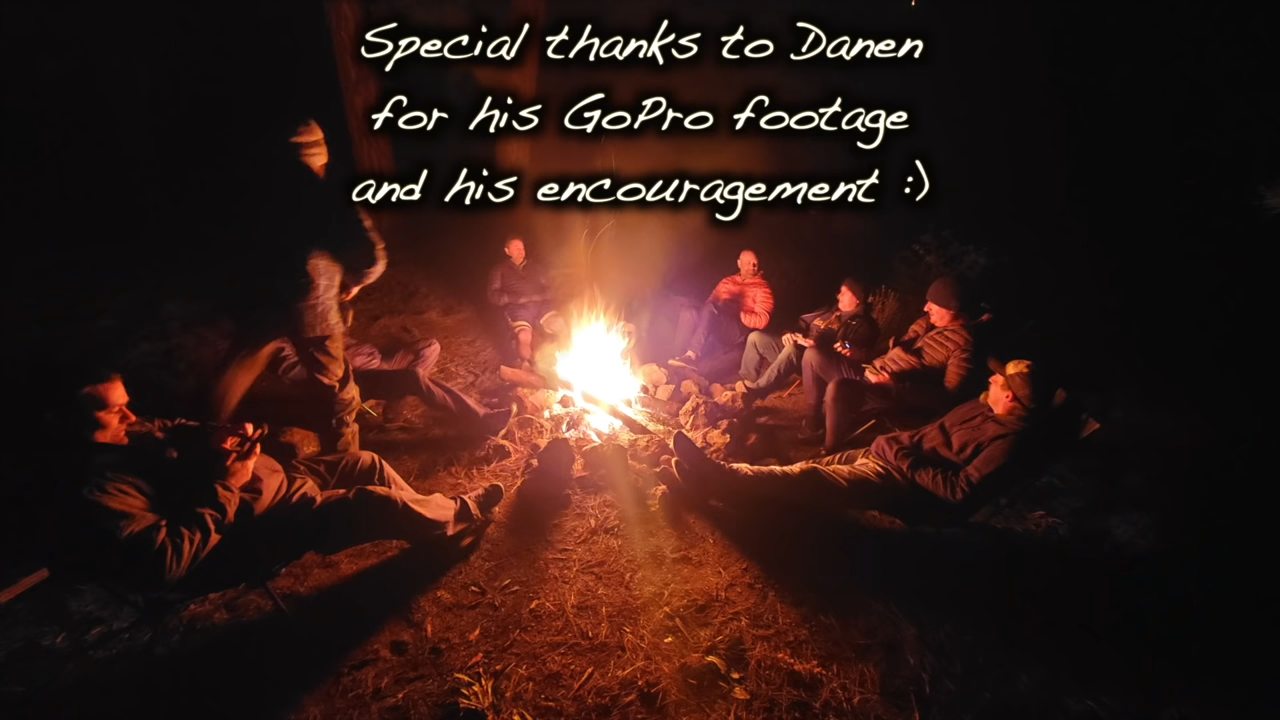 Special thanks to Danen
for his GoPro footage
and his encouragement :)